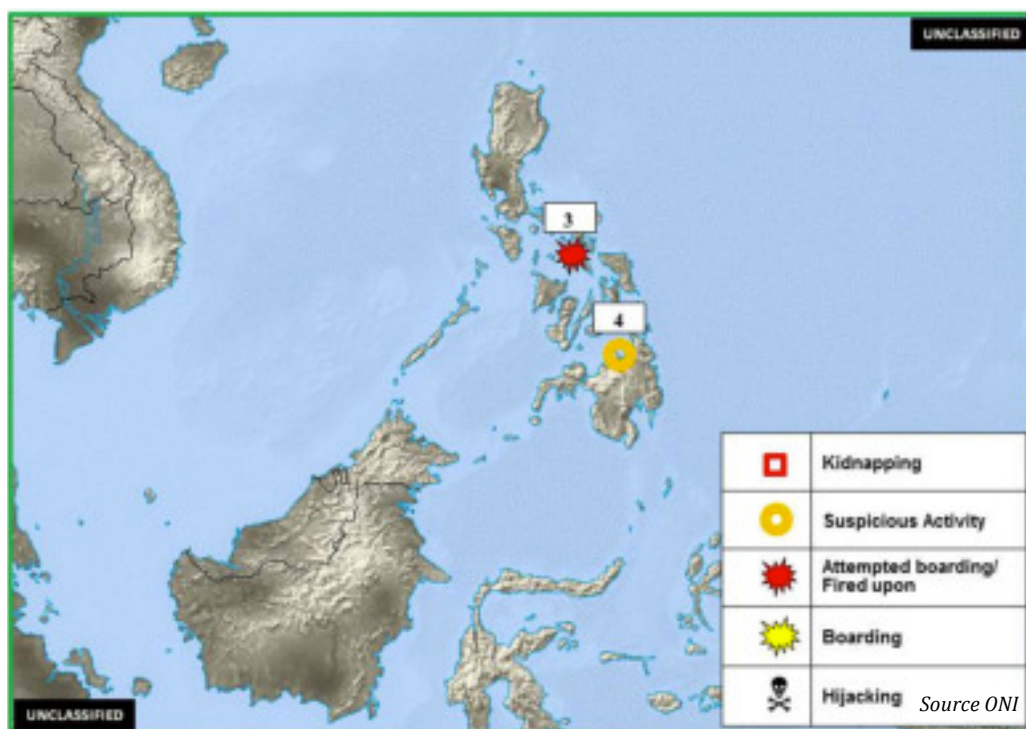 UNCLASSIFIED
3
4
Kidnapping
Suspicious Activity
Attempted boarding/
Fired upon
Boarding
Hijacking
Source ONI
UNCLASSIFIED